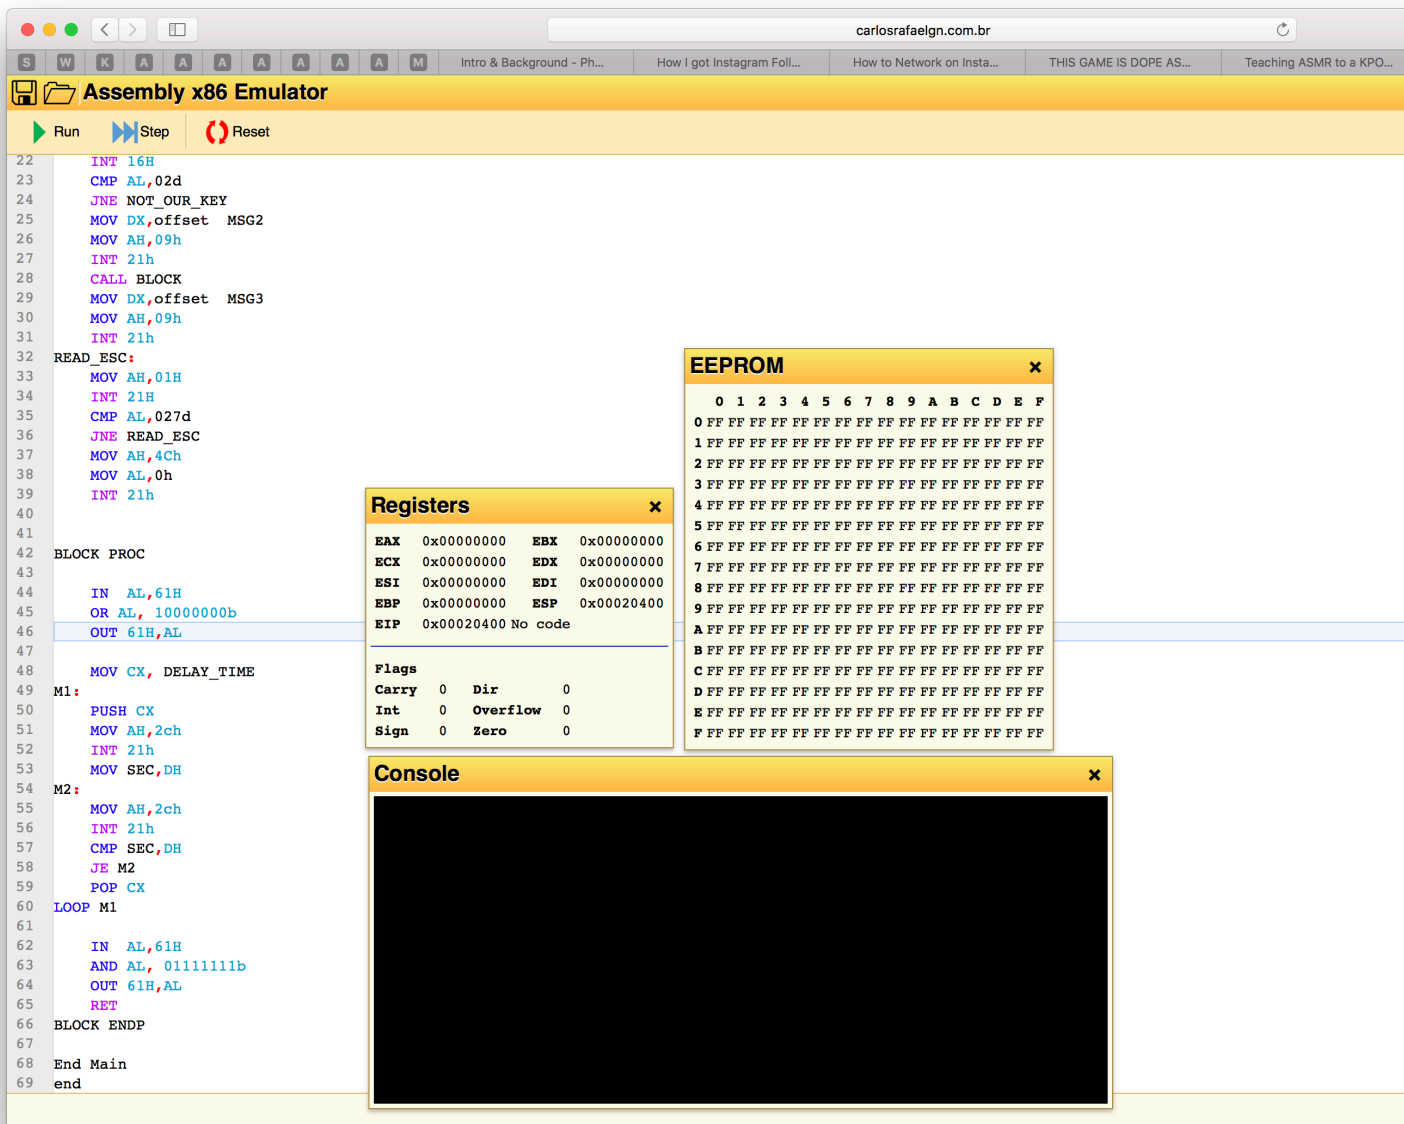 carlosrafaelgn.com.br
S W K A A A A A A A M Intro & Background - Ph... How I got Instagram Foll... How to Network on Insta... THIS GAME IS DOPE AS... Teaching ASMR to a KPO...
Assembly x86 Emulator
Run Step Reset
22 INT 16H
23 CMP AL,02d
24 JNE NOT_OUR_KEY
25 MOV DX,offset  MSG2
26 MOV AH,09h
27 INT 21h
28 CALL BLOCK
29 MOV DX,offset  MSG3
30 MOV AH,09h
31 INT 21h
32 READ_ESC:
33 MOV AH,01H
34 INT 21H
35 CMP AL,027d
36 JNE READ_ESC
37 MOV AH,4Ch
38 MOV AL,0h
39 INT 21h
40
41
42 BLOCK PROC
43
44 IN  AL,61H
45 OR AL, 10000000b
46 OUT 61H,AL
47
48 MOV CX, DELAY_TIME
49 M1:
50 PUSH CX
51 MOV AH,2ch
52 INT 21h
53 MOV SEC,DH
54 M2:
55 MOV AH,2ch
56 INT 21h
57 CMP SEC,DH
58 JE M2
59 POP CX
60 LOOP M1
61
62 IN  AL,61H
63 AND AL, 01111111b
64 OUT 61H,AL
65 RET
66 BLOCK ENDP
67
68 End Main
69 end
Registers
EAX 0x00000000 EBX 0x00000000
ECX 0x00000000 EDX 0x00000000
ESI 0x00000000 EDI 0x00000000
EBP 0x00000000 ESP 0x00020400
EIP 0x00020400 No code
Flags
Carry 0 Dir 0
Int 0 Overflow 0
Sign 0 Zero 0
EEPROM
0 1 2 3 4 5 6 7 8 9 A B C D E F
0 FF FF FF FF FF FF FF FF FF FF FF FF FF FF FF FF
1 FF FF FF FF FF FF FF FF FF FF FF FF FF FF FF FF
2 FF FF FF FF FF FF FF FF FF FF FF FF FF FF FF FF
3 FF FF FF FF FF FF FF FF FF FF FF FF FF FF FF FF
4 FF FF FF FF FF FF FF FF FF FF FF FF FF FF FF FF
5 FF FF FF FF FF FF FF FF FF FF FF FF FF FF FF FF
6 FF FF FF FF FF FF FF FF FF FF FF FF FF FF FF FF
7 FF FF FF FF FF FF FF FF FF FF FF FF FF FF FF FF
8 FF FF FF FF FF FF FF FF FF FF FF FF FF FF FF FF
9 FF FF FF FF FF FF FF FF FF FF FF FF FF FF FF FF
A FF FF FF FF FF FF FF FF FF FF FF FF FF FF FF FF
B FF FF FF FF FF FF FF FF FF FF FF FF FF FF FF FF
C FF FF FF FF FF FF FF FF FF FF FF FF FF FF FF FF
D FF FF FF FF FF FF FF FF FF FF FF FF FF FF FF FF
E FF FF FF FF FF FF FF FF FF FF FF FF FF FF FF FF
F FF FF FF FF FF FF FF FF FF FF FF FF FF FF FF FF
Console